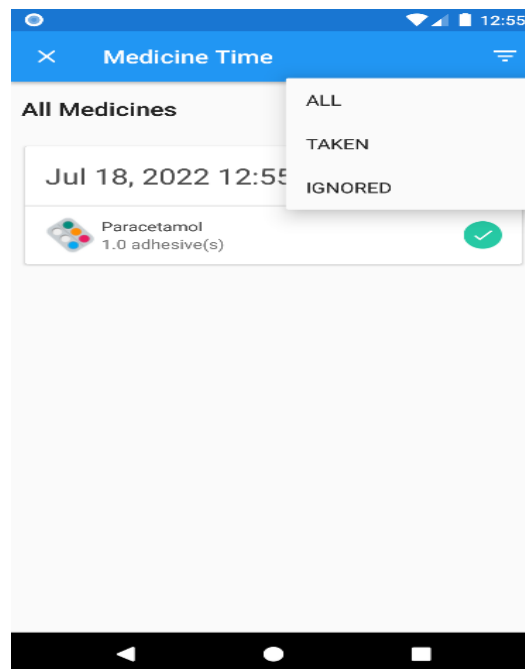 12:55
Medicine Time
All Medicines
ALL
TAKEN
IGNORED
Jul 18, 2022 12:55
Paracetamol
1.0 adhesive(s)